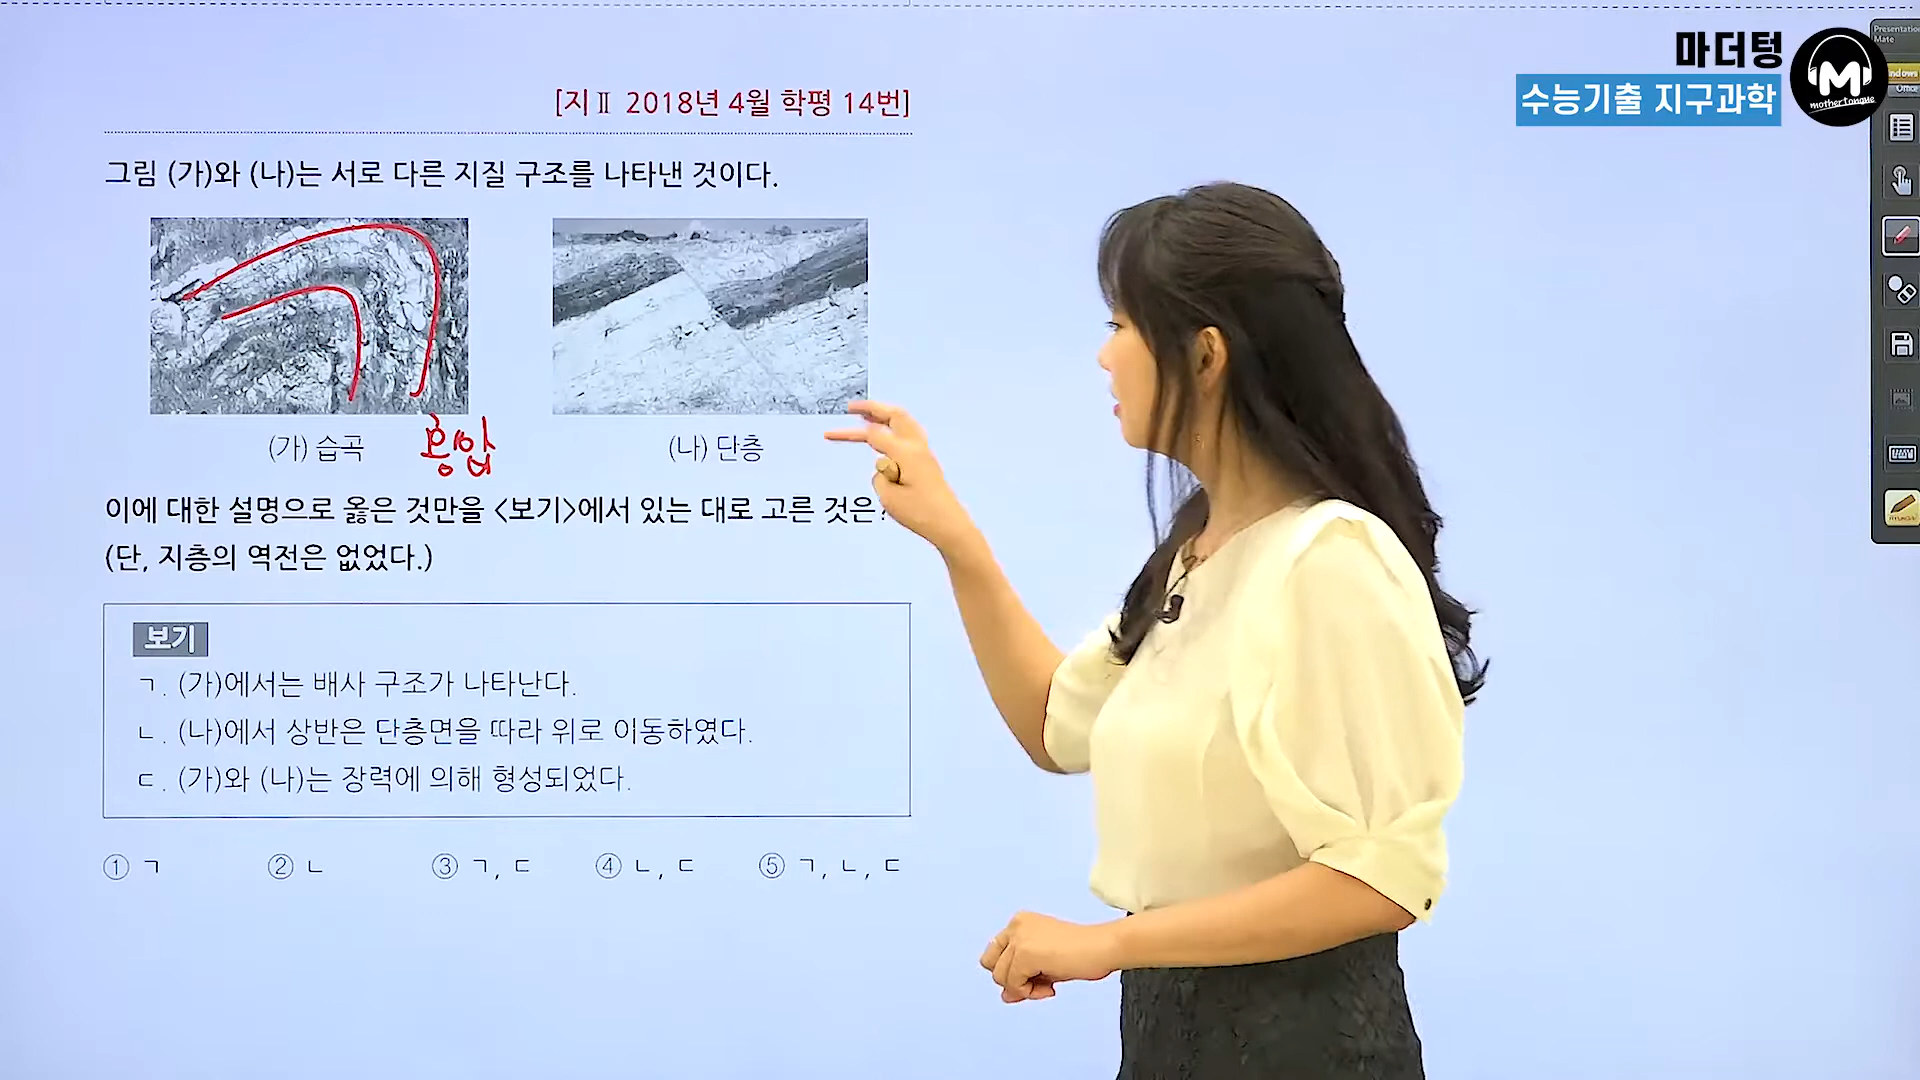 마더텅
수능기출 지구과학
mothertongue
Presentation
Mate
[지Ⅱ 2018년 4월 학평 14번]
그림 (가)와 (나)는 서로 다른 지질 구조를 나타낸 것이다.
(가) 습곡
횡압
(나) 단층
이에 대한 설명으로 옳은 것만을 <보기>에서 있는 대로 고른 것은?
(단, 지층의 역전은 없었다.)
보기
ㄱ. (가)에서는 배사 구조가 나타난다.
ㄴ. (나)에서 상반은 단층면을 따라 위로 이동하였다.
ㄷ. (가)와 (나)는 장력에 의해 형성되었다.
① ㄱ ② ㄴ ③ ㄱ, ㄷ ④ ㄴ, ㄷ ⑤ ㄱ, ㄴ, ㄷ